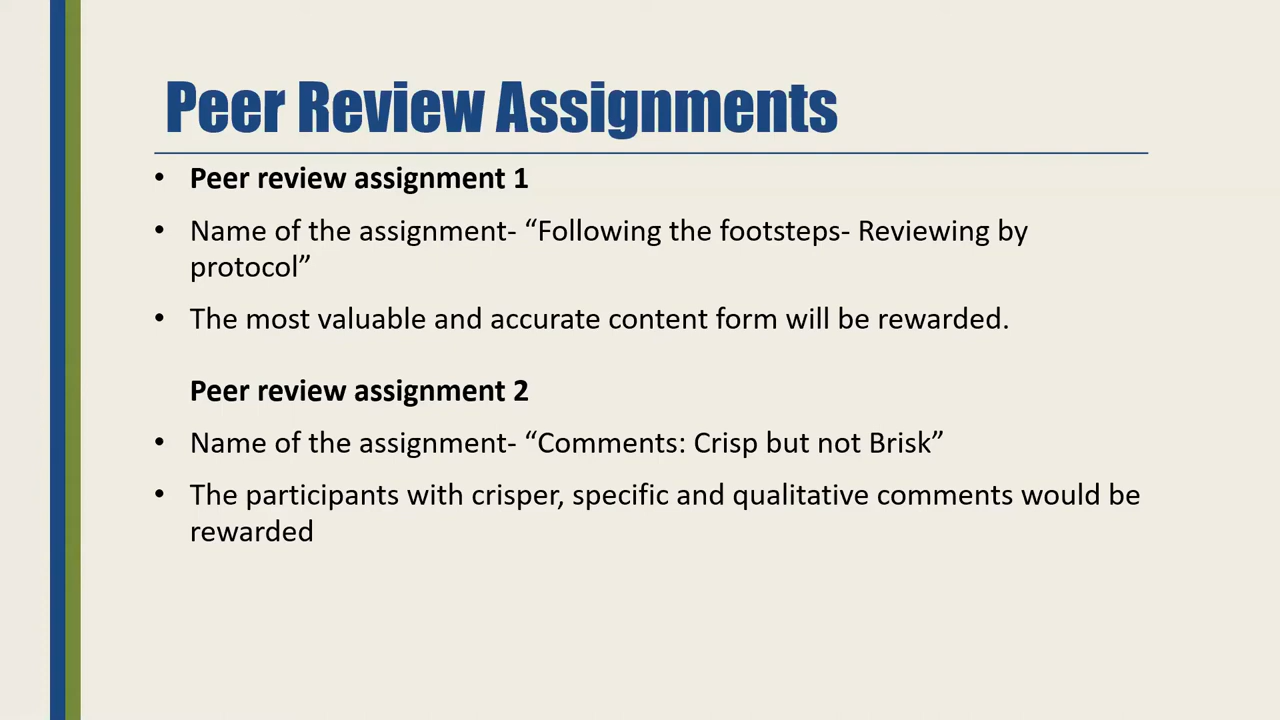 Peer Review Assignments
• Peer review assignment 1
• Name of the assignment- “Following the footsteps- Reviewing by
protocol”
• The most valuable and accurate content form will be rewarded.
Peer review assignment 2
• Name of the assignment- “Comments: Crisp but not Brisk”
• The participants with crisper, specific and qualitative comments would be
rewarded